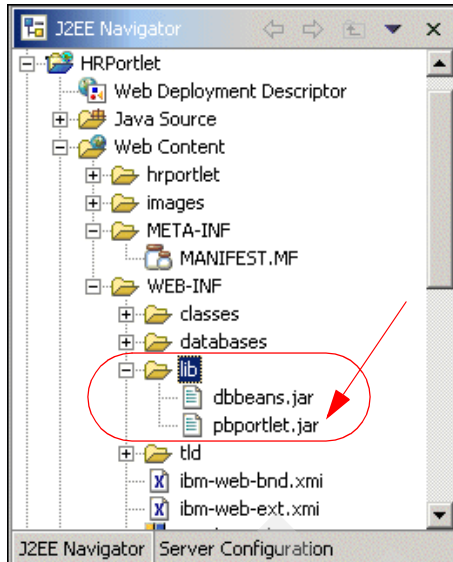 J2EE Navigator
HRPortlet
Web Deployment Descriptor
Java Source
Web Content
hrportlet
images
META-INF
MANIFEST.MF
WEB-INF
classes
databases
lib
dbbeans.jar
pbportlet.jar
tld
ibm-web-bnd.xmi
ibm-web-ext.xmi
J2EE Navigator Server Configuration